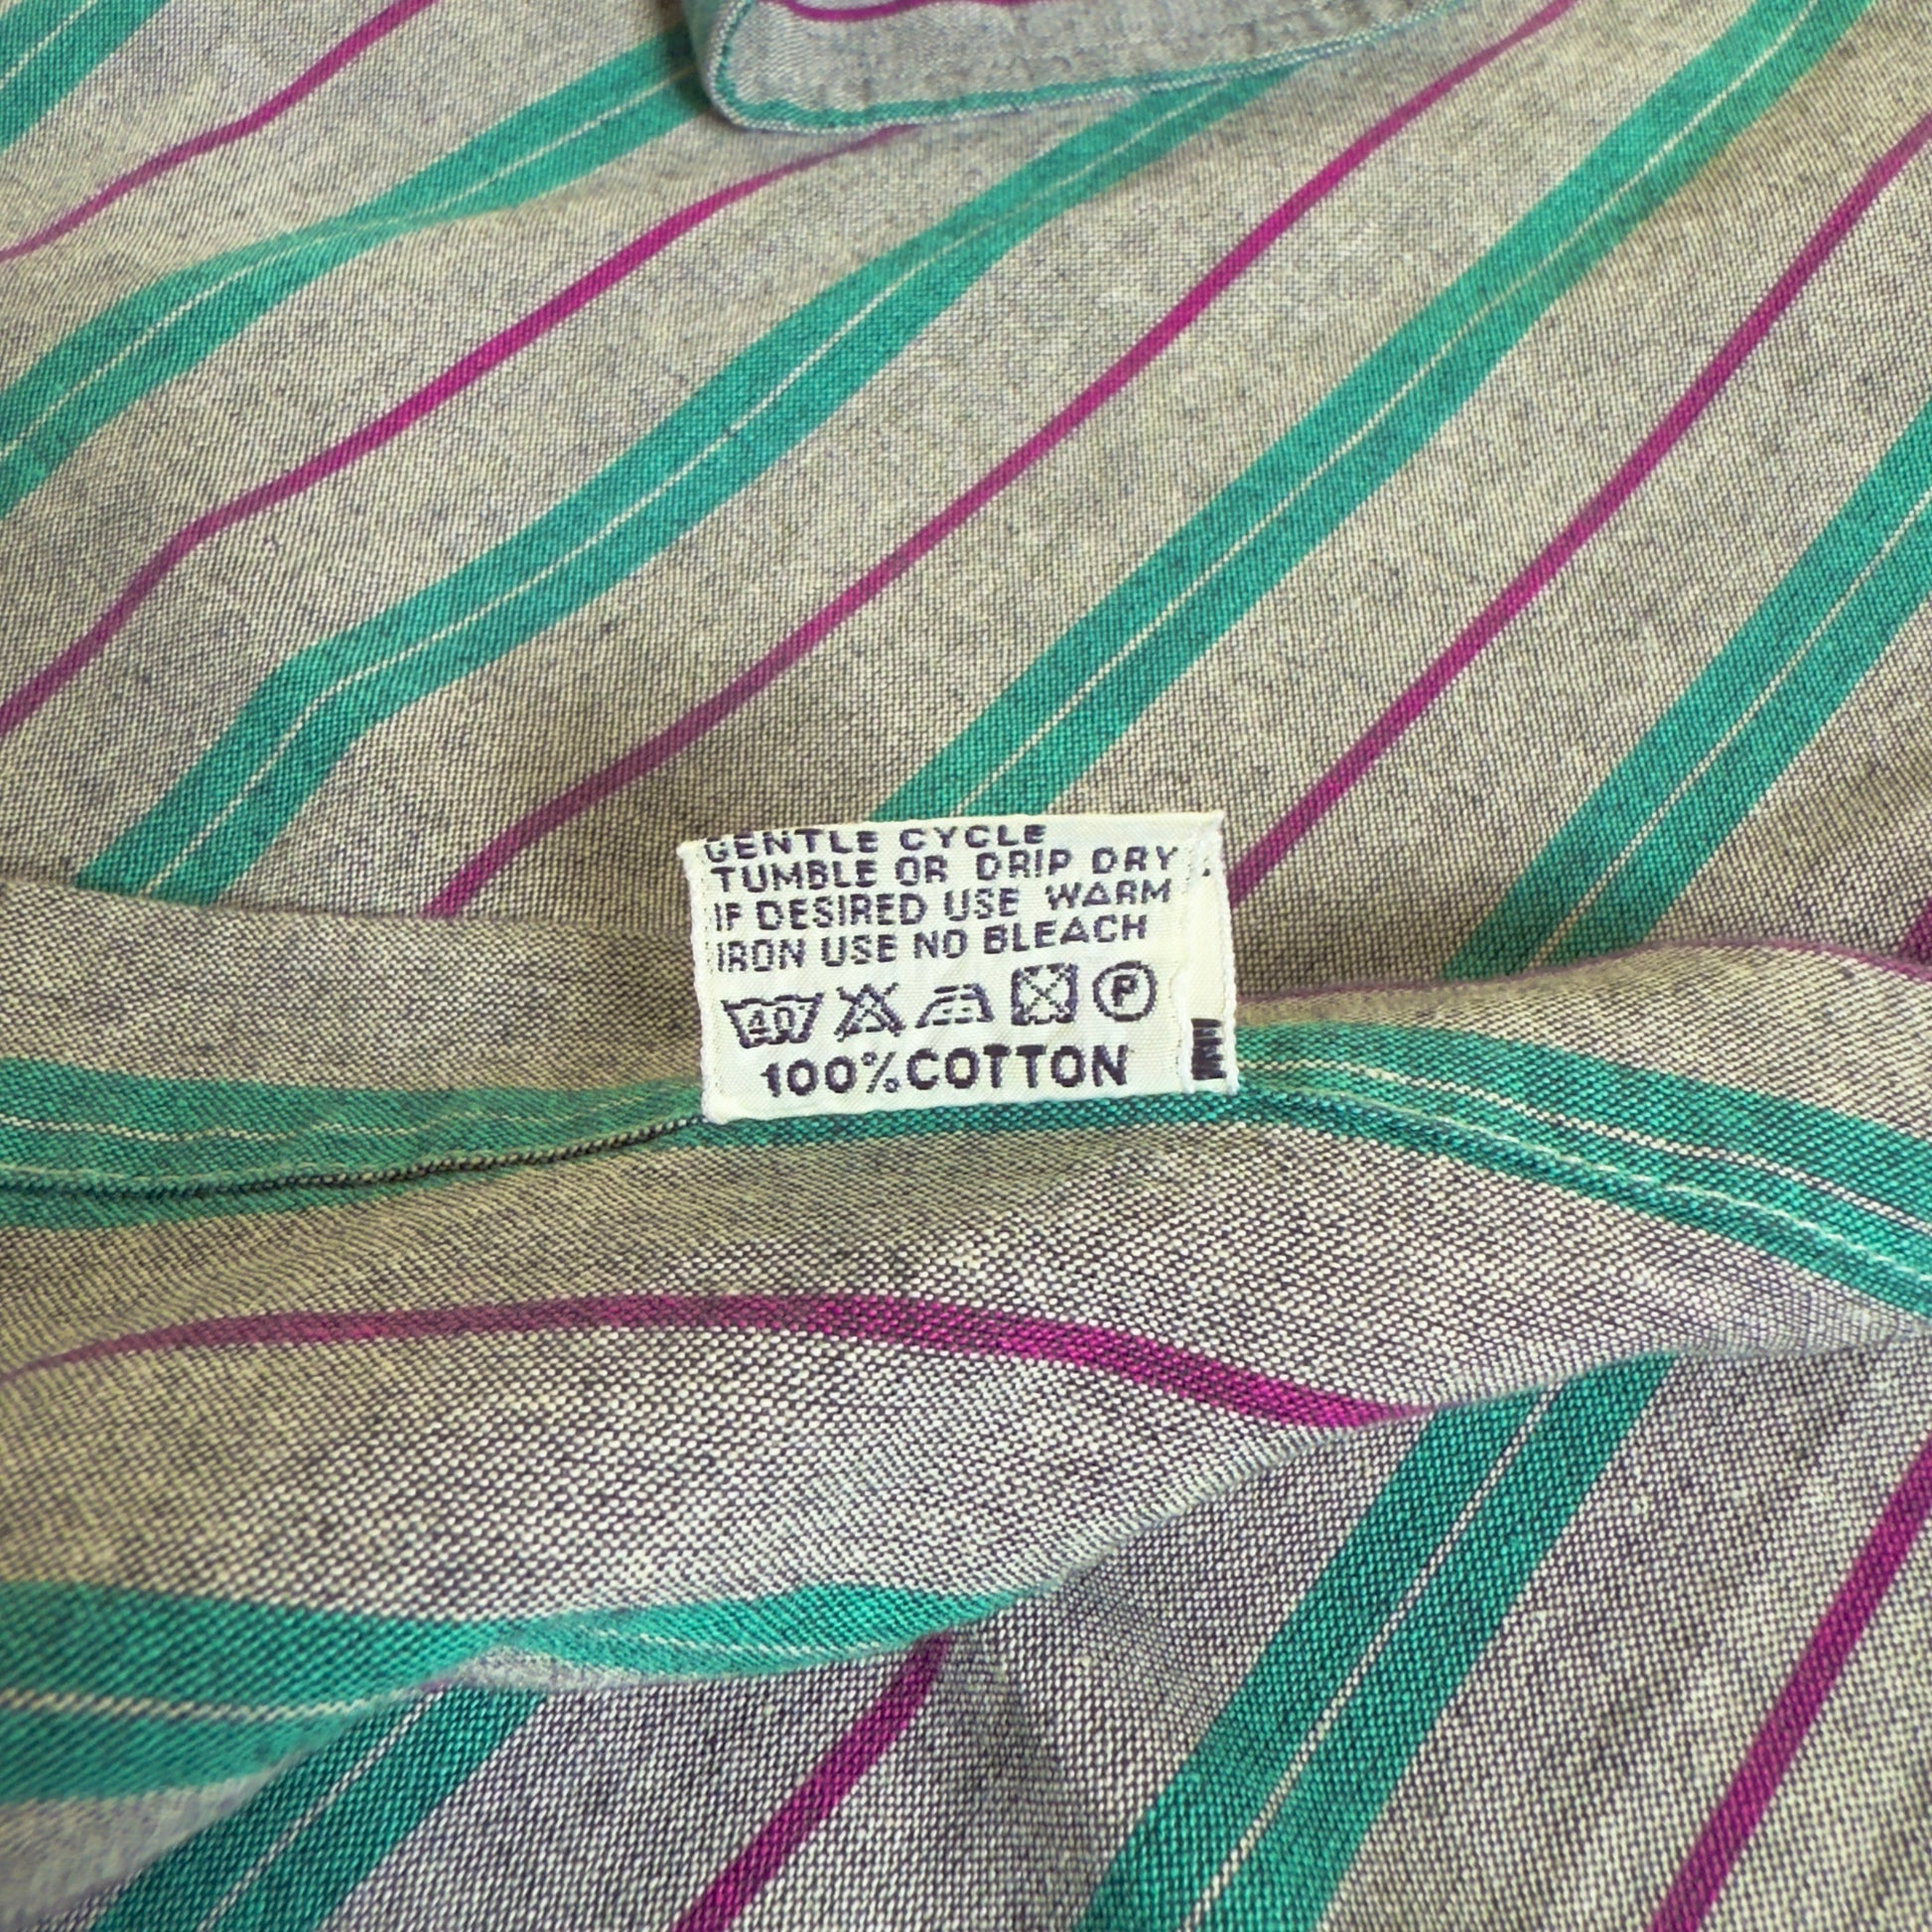 GENTLE CYCLE
TUMBLE OR DRIP DRY
IF DESIRED USE WARM
IRON USE NO BLEACH
40 P
100% COTTON